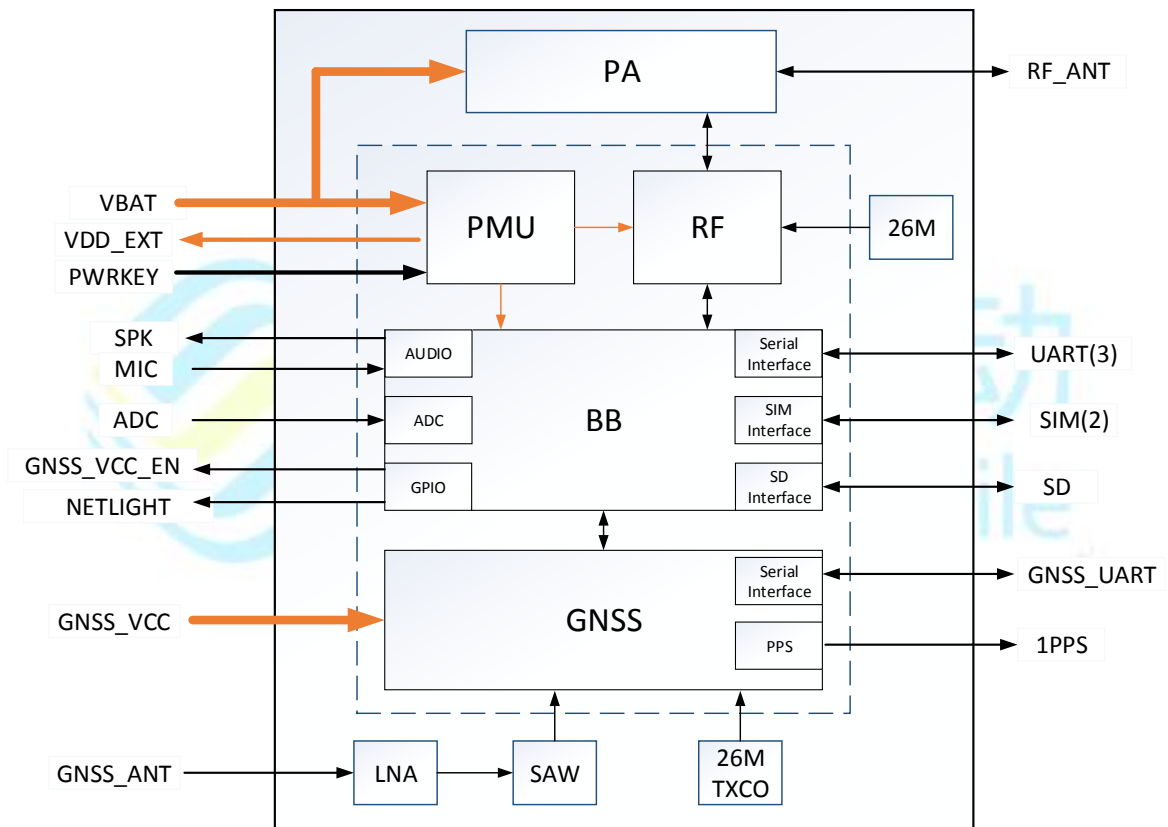 PA
RF_ANT
VBAT
PMU
RF
26M
VDD_EXT
PWRKEY
SPK
MIC
AUDIO
Serial
Interface
UART(3)
ADC
ADC
BB
SIM
Interface
SIM(2)
GNSS_VCC_EN
NETLIGHT
GPIO
SD
Interface
SD
动
ile
GNSS_VCC
GNSS
Serial
Interface
GNSS_UART
PPS
1PPS
GNSS_ANT
LNA
SAW
26M
TXCO